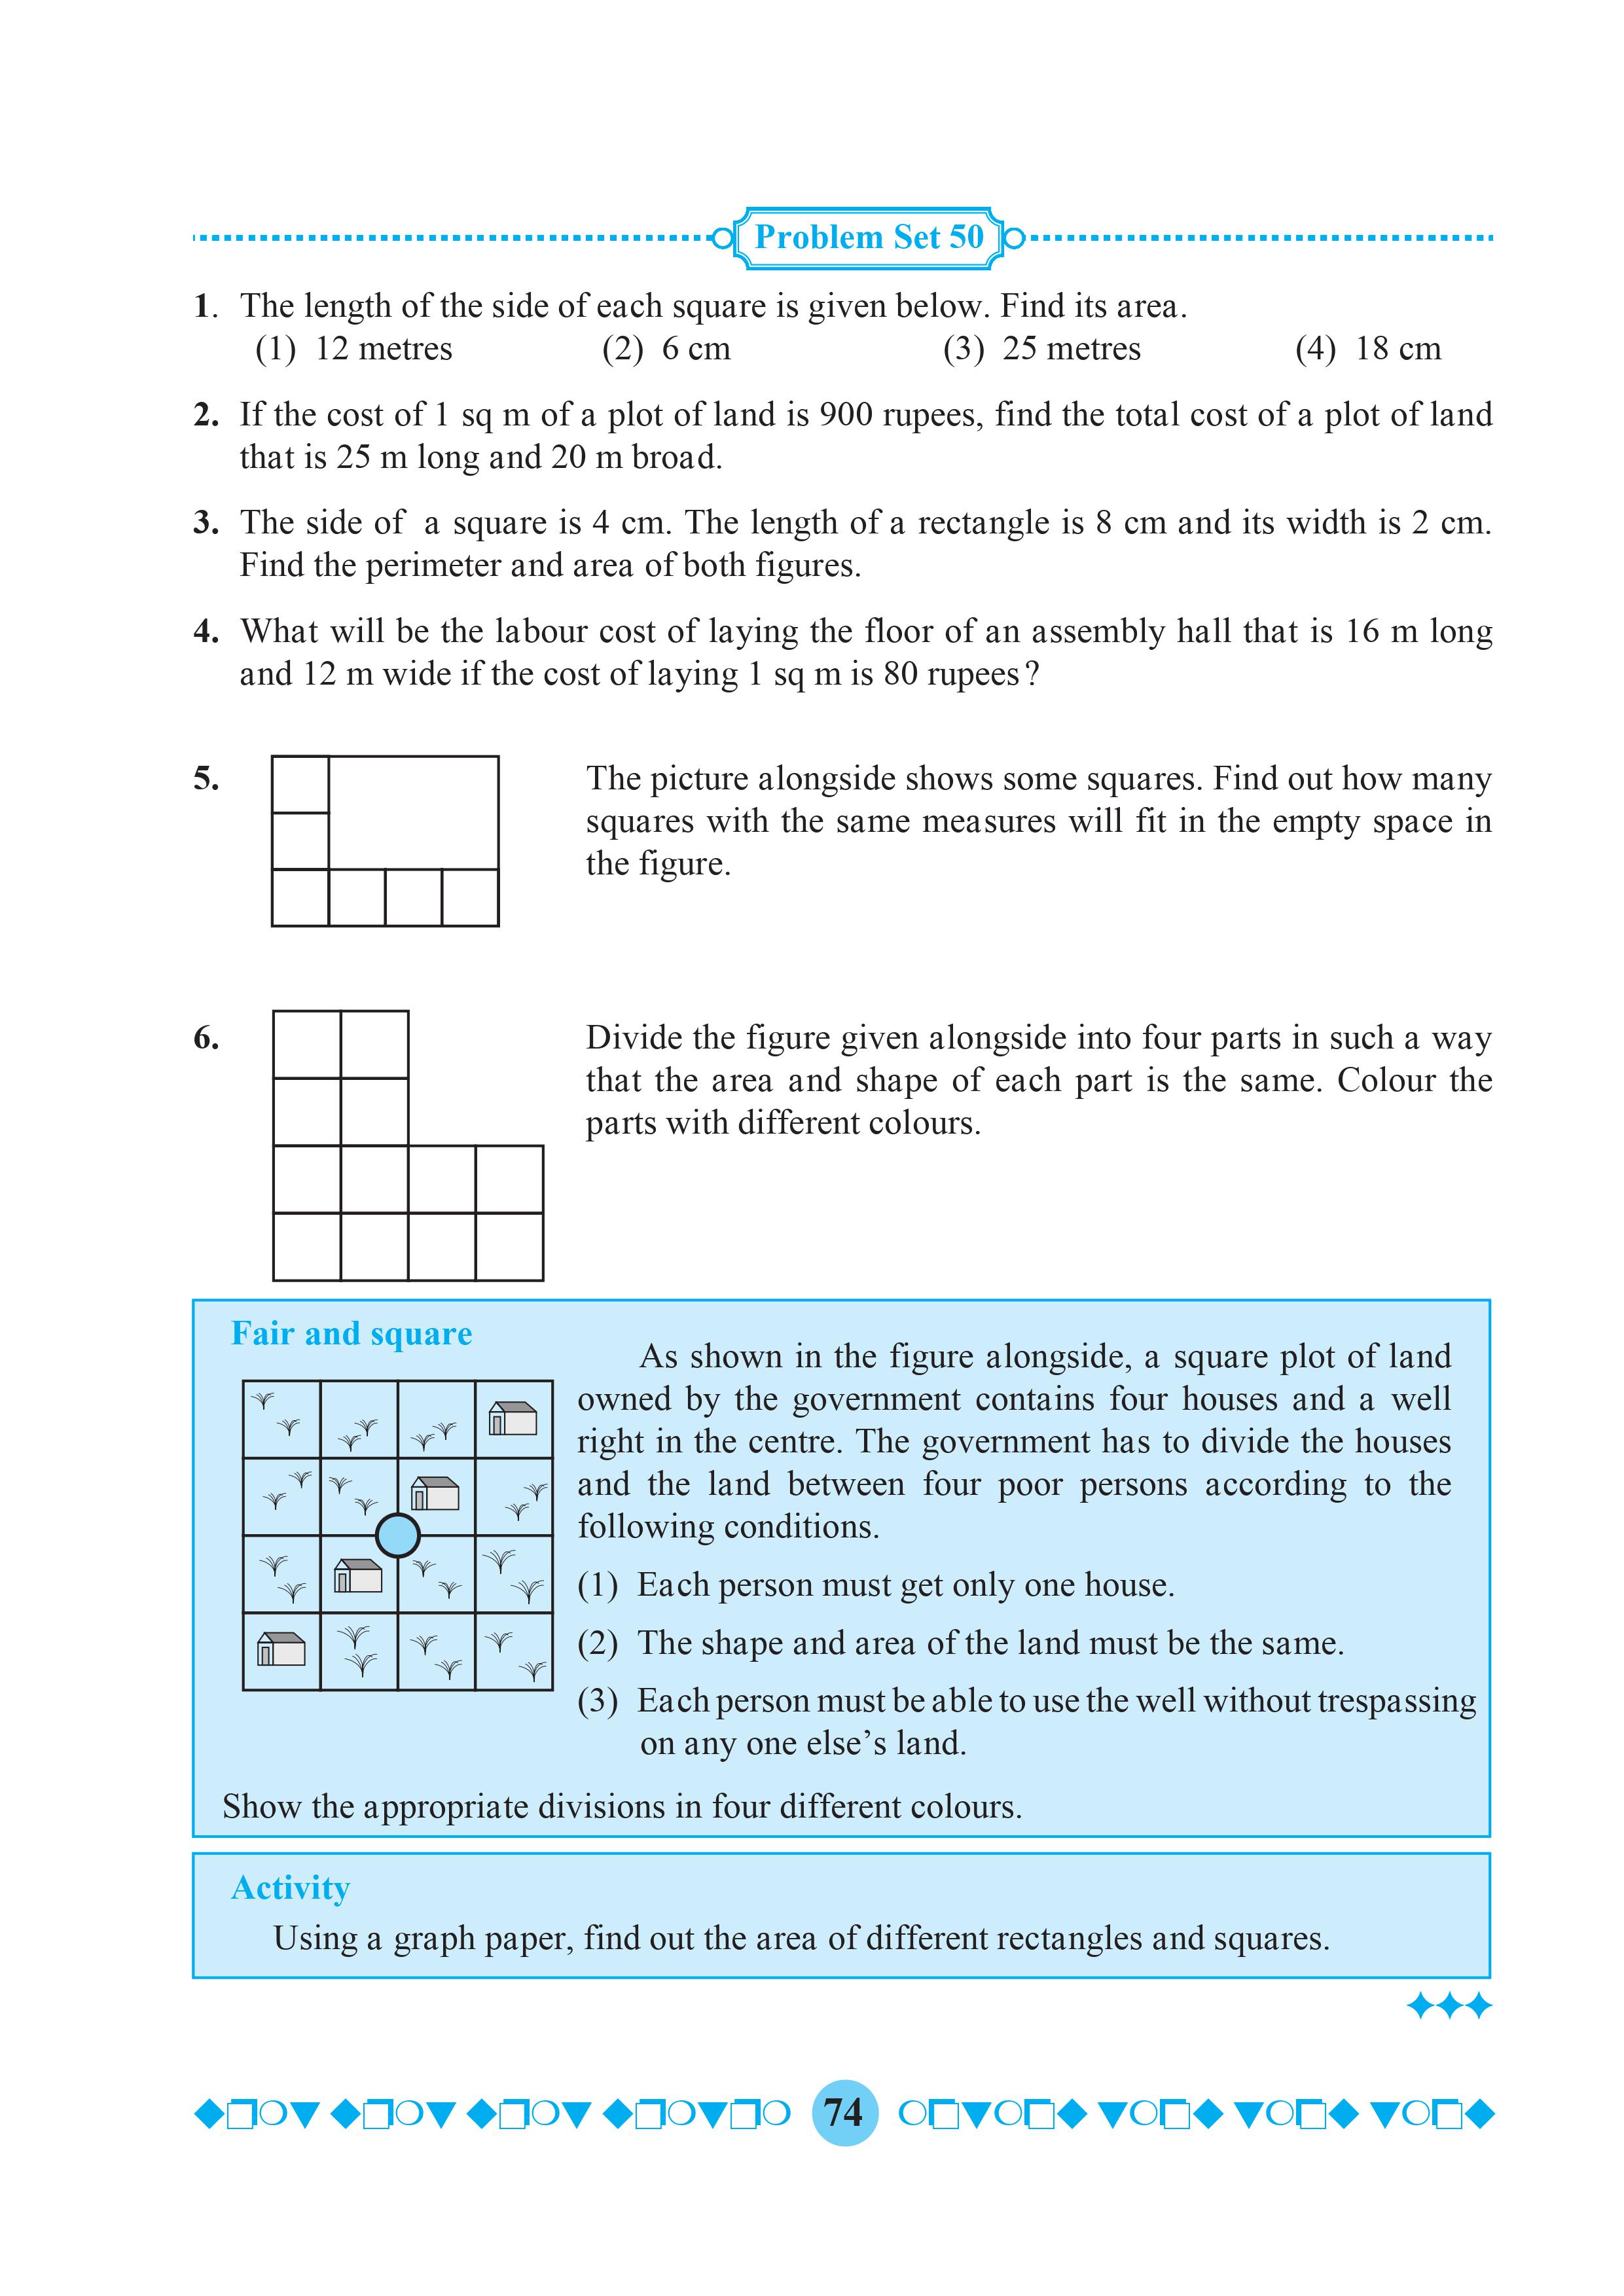 Problem Set 50
1. The length of the side of each square is given below. Find its area.
(1) 12 metres (2) 6 cm (3) 25 metres (4) 18 cm
2. If the cost of 1 sq m of a plot of land is 900 rupees, find the total cost of a plot of land
that is 25 m long and 20 m broad.
3. The side of a square is 4 cm. The length of a rectangle is 8 cm and its width is 2 cm.
Find the perimeter and area of both figures.
4. What will be the labour cost of laying the floor of an assembly hall that is 16 m long
and 12 m wide if the cost of laying 1 sq m is 80 rupees?
5. The picture alongside shows some squares. Find out how many
squares with the same measures will fit in the empty space in
the figure.
6. Divide the figure given alongside into four parts in such a way
that the area and shape of each part is the same. Colour the
parts with different colours.
Fair and square
As shown in the figure alongside, a square plot of land
owned by the government contains four houses and a well
right in the centre. The government has to divide the houses
and the land between four poor persons according to the
following conditions.
(1) Each person must get only one house.
(2) The shape and area of the land must be the same.
(3) Each person must be able to use the well without trespassing
on any one else’s land.
Show the appropriate divisions in four different colours.
Activity
Using a graph paper, find out the area of different rectangles and squares.
74